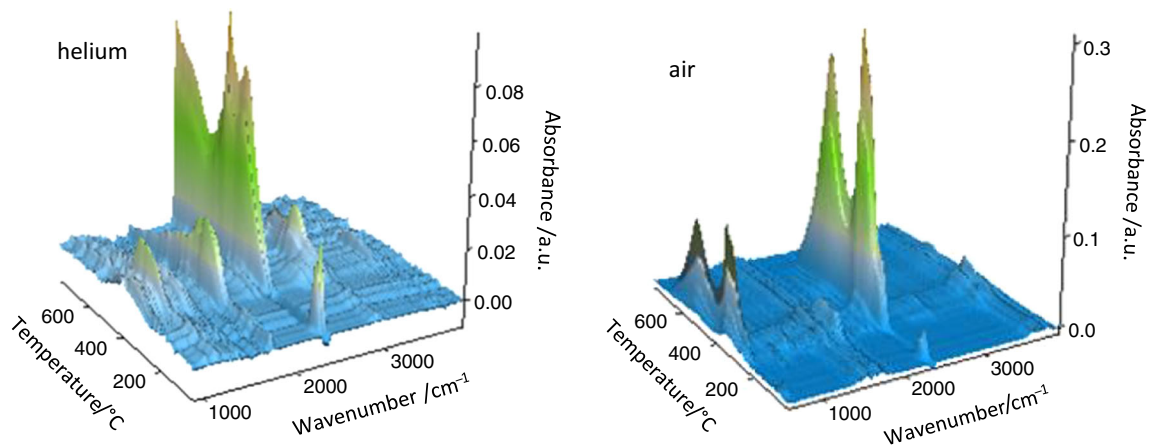 helium
0.08
0.06
0.04
0.02
0.00
Absorbance /a.u.
600
400
200
Temperature/°C
1000
2000
3000
Wavenumber /cm⁻¹
air
0.3
0.2
0.1
0.0
Absorbance /a.u.
600
400
200
Temperature/°C
1000
2000
3000
Wavenumber/cm⁻¹